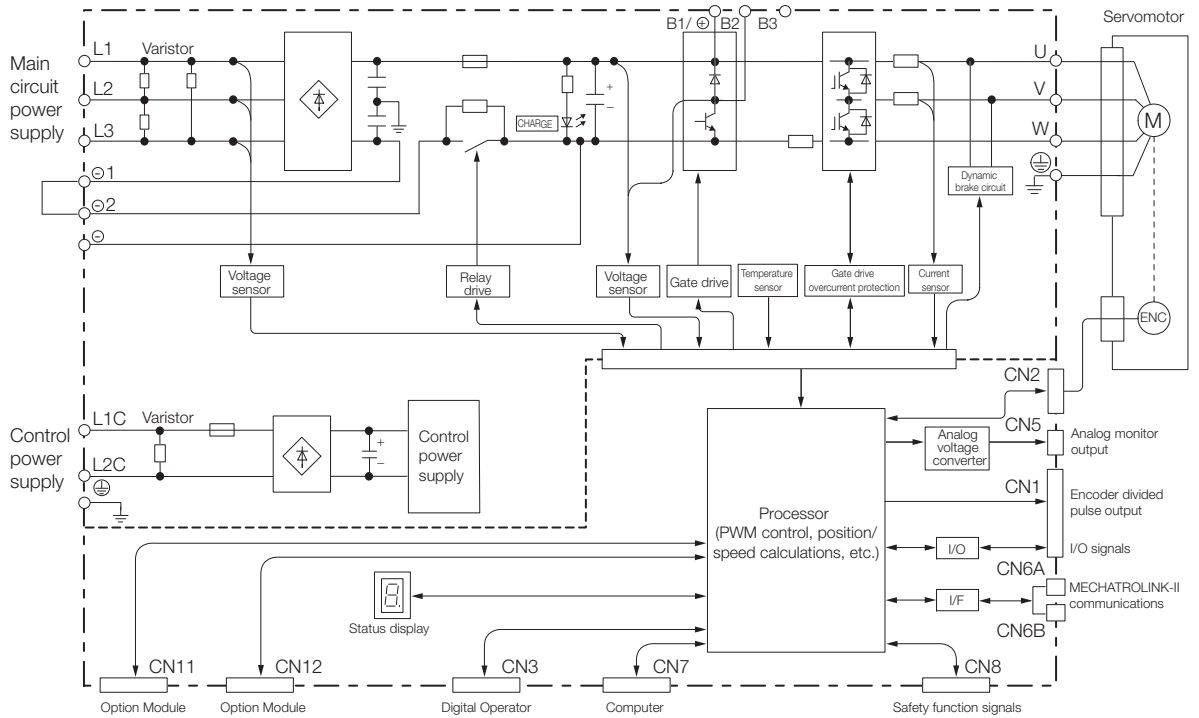 B1/ ⊕ B2 B3
Servomotor
Main
circuit
power
supply
L1
Varistor
L2
L3
⊖1
⊖2
⊖
+
−
CHARGE
U
V
W
M
ENC
Dynamic
brake circuit
Voltage
sensor
Relay
drive
Voltage
sensor
Gate drive
Temperature
sensor
Gate drive
overcurrent protection
Current
sensor
Control
power
supply
L1C
Varistor
L2C
+
−
Control
power
supply
Processor
(PWM control, position/
speed calculations, etc.)
CN2
Analog
voltage
converter
CN5
Analog monitor
output
CN1
Encoder divided
pulse output
I/O
I/O signals
CN6A
I/F
MECHATROLINK-II
communications
CN6B
8.
Status display
CN11
CN12
CN3
CN7
CN8
Option Module
Option Module
Digital Operator
Computer
Safety function signals